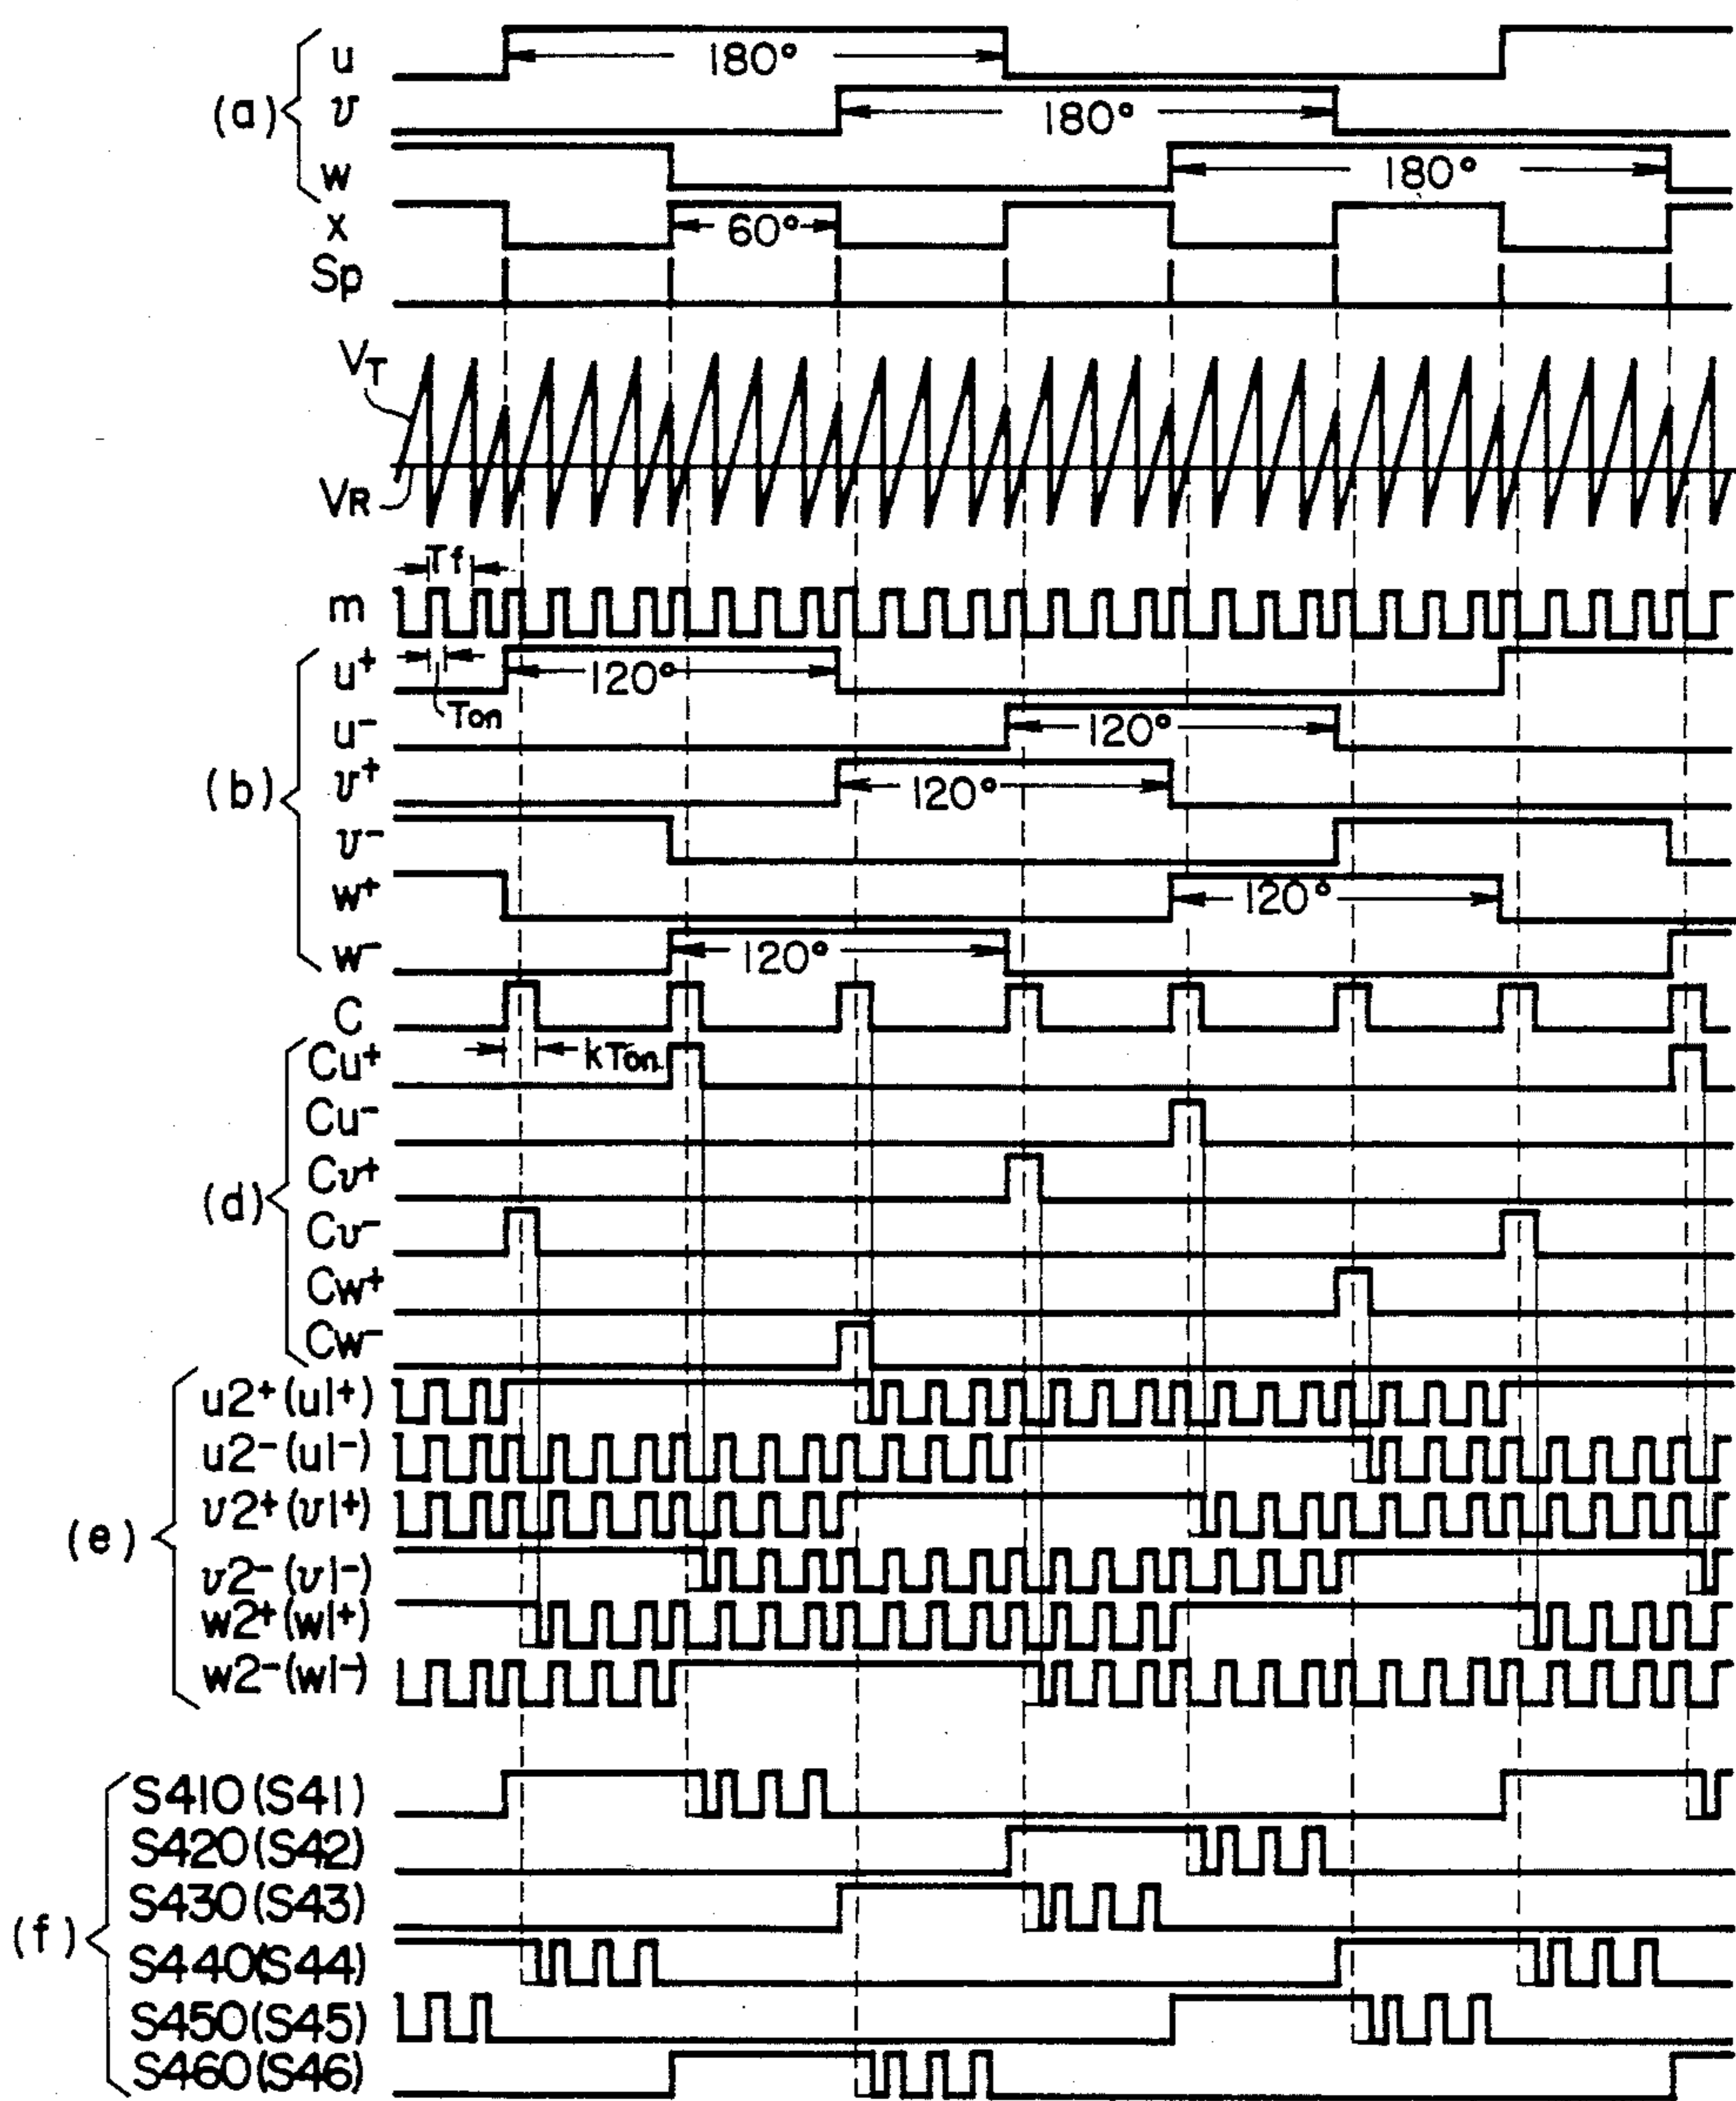 (a)
u
180°
v
180°
w
180°
x
60°
Sp
VT
VR
Tf
m
(b)
u+
120°
Ton
u-
120°
v+
120°
v-
w+
120°
w-
120°
C
kTon.
(d)
Cu+
Cu-
Cv+
Cv-
Cw+
Cw-
(e)
u2+(u1+)
u2-(u1-)
v2+(v1+)
v2-(v1-)
w2+(w1+)
w2-(w1-)
(f)
S410(S41)
S420(S42)
S430(S43)
S440(S44)
S450(S45)
S460(S46)